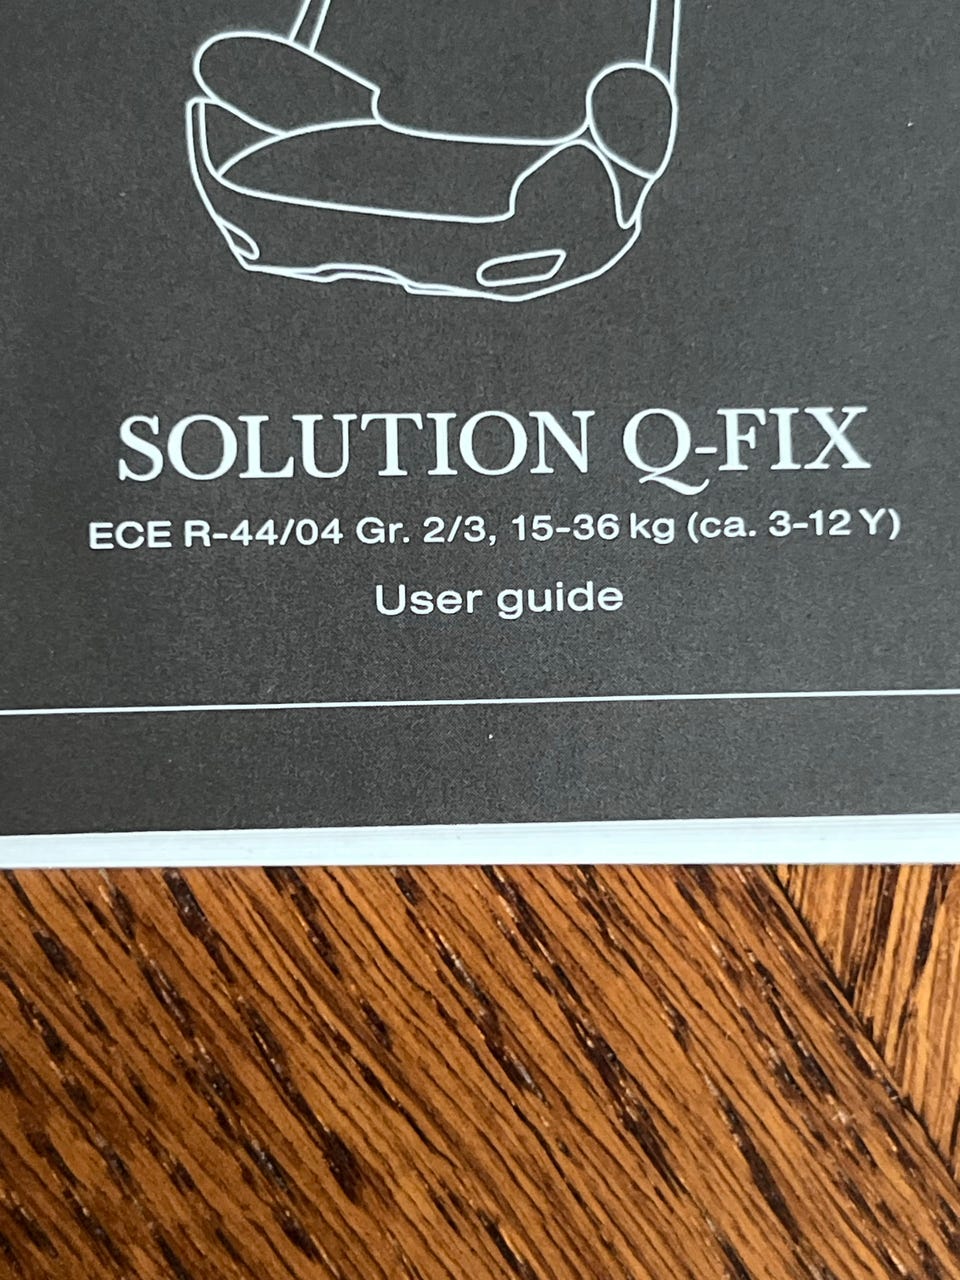 SOLUTION Q-FIX
ECE R-44/04 Gr. 2/3, 15-36 kg (ca. 3-12 Y)
User guide